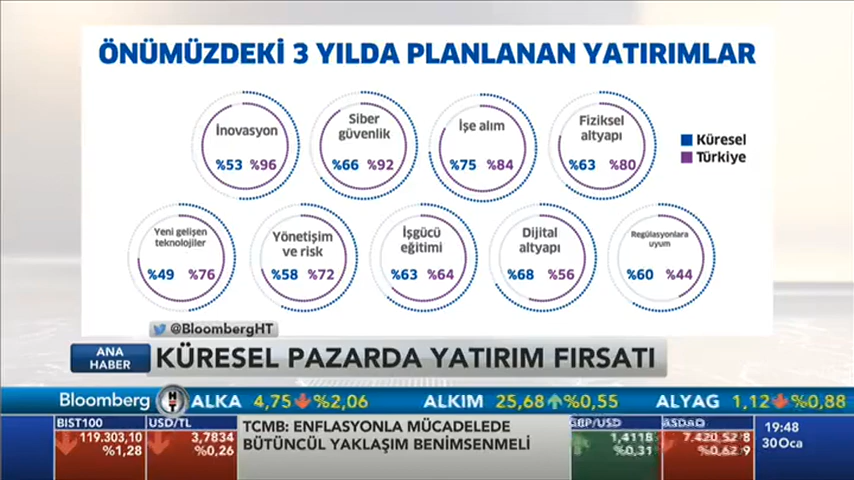 ÖNÜMÜZDEKİ 3 YILDA PLANLANAN YATIRIMLAR
İnovasyon
%53 %96
Siber
güvenlik
%66 %92
İşe alım
%75 %84
Fiziksel
altyapı
%63 %80
Küresel
Türkiye
Yeni gelişen
teknolojiler
%49 %76
Yönetişim
ve risk
%58 %72
İşgücü
eğitimi
%63 %64
Dijital
altyapı
%68 %56
Regülasyonlara
uyum
%60 %44
@BloombergHT
ANA
HABER
KÜRESEL PAZARDA YATIRIM FIRSATI
Bloomberg HT ALKA 4,75 %2,06 ALKIM 25,68 %0,55 ALYAG 1,12 %0,88
BIST100
119.303,10
%1,28
USD/TL
3,7834
%0,26
TCMB: ENFLASYONLA MÜCADELEDE
BÜTÜNCÜL YAKLAŞIM BENİMSENMELİ
GBP/USD
1,4118
%0,31
19:48
30 Oca